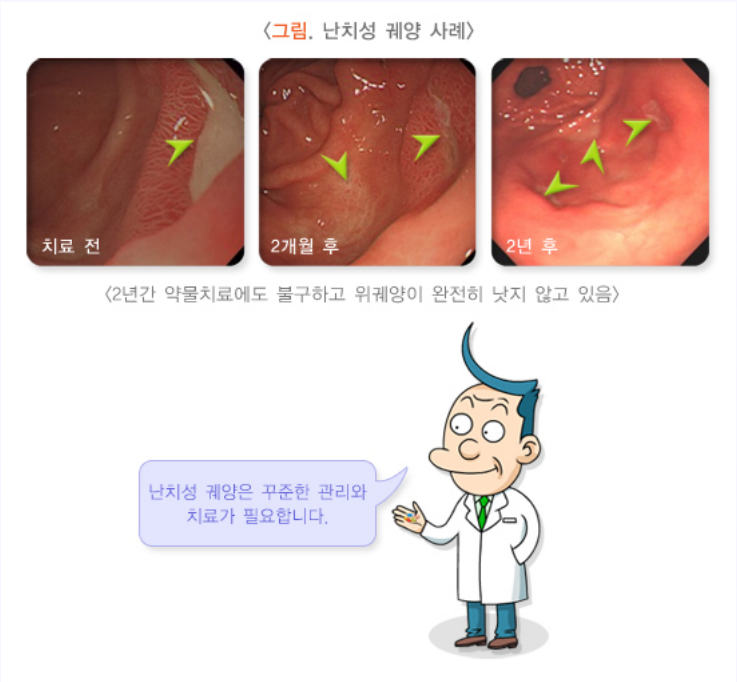 <그림. 난치성 궤양 사례>
치료 전
2개월 후
2년 후
<2년간 약물치료에도 불구하고 위궤양이 완전히 낫지 않고 있음>
난치성 궤양은 꾸준한 관리와
치료가 필요합니다.